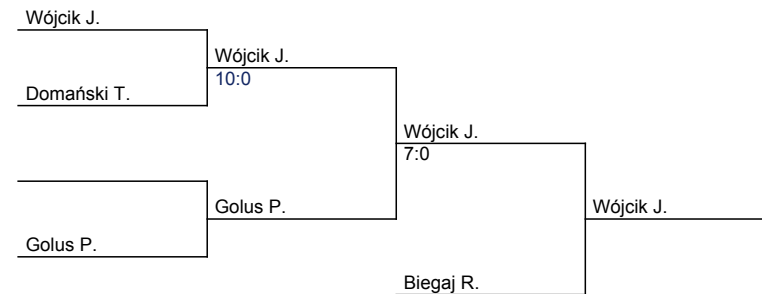 Wójcik J.
Wójcik J.
10:0
Domański T.
Wójcik J.
7:0
Golus P.
Wójcik J.
Golus P.
Biegaj R.